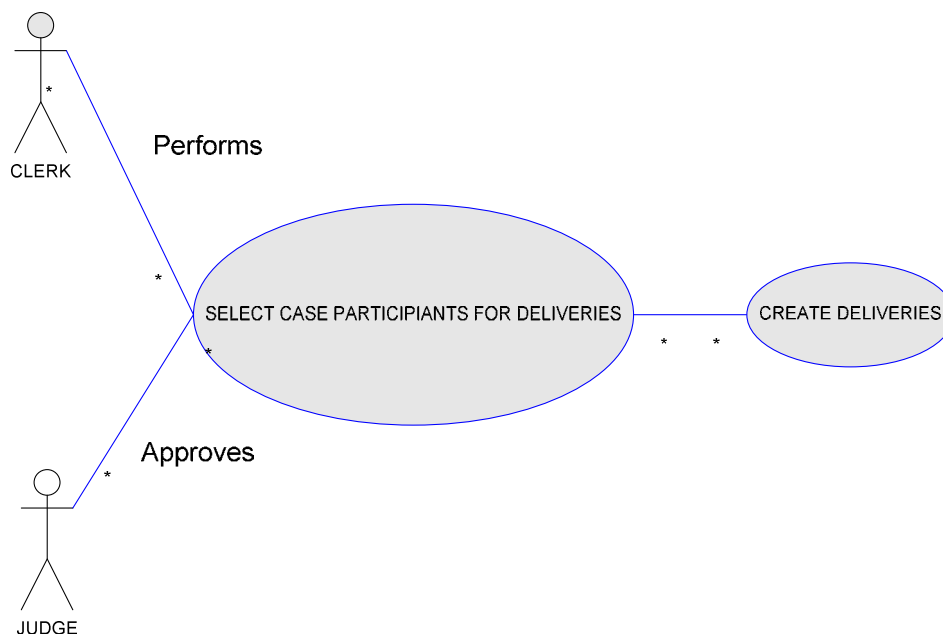 *
CLERK
Performs
*
SELECT CASE PARTICIPIANTS FOR DELIVERIES
CREATE DELIVERIES
* * *
Approves
*
JUDGE